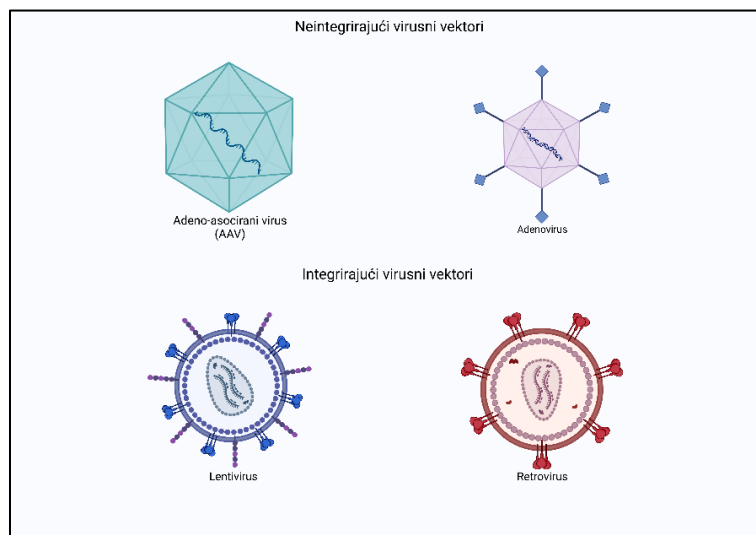 Neintegrirajući virusni vektori
Adeno-asocirani virus
(AAV)
Adenovirus
Integrirajući virusni vektori
Lentivirus
Retrovirus